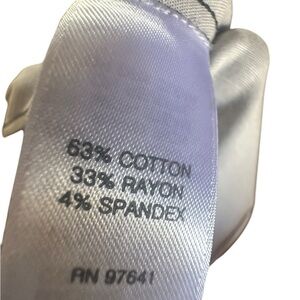 63% COTTON
33% RAYON
4% SPANDEX
RN 97641